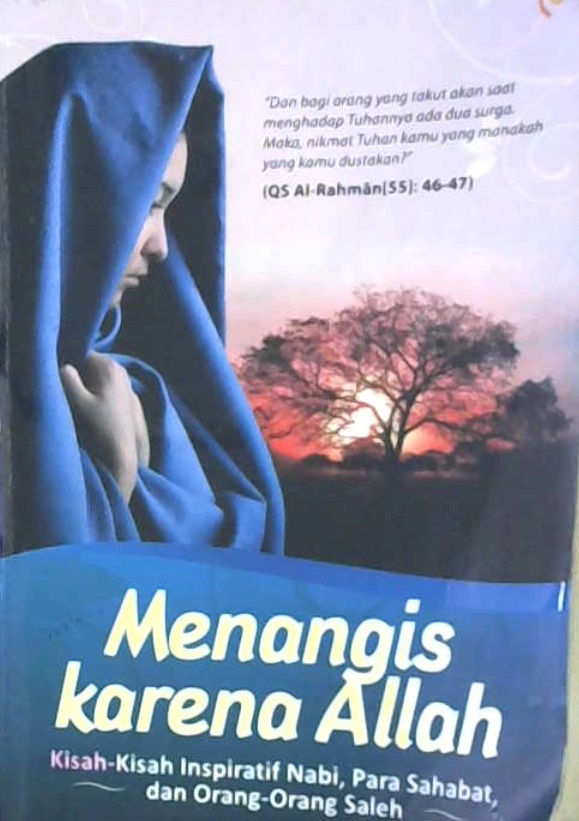 "Dan bagi orang yang takut akan saat
menghadap Tuhannya ada dua surga.
Maka, nikmat Tuhan kamu yang manakah
yang kamu dustakan?"
(QS Al-Rahmân[55]: 46-47)
Menangis
karena Allah
Kisah-Kisah Inspiratif Nabi, Para Sahabat,
dan Orang-Orang Saleh